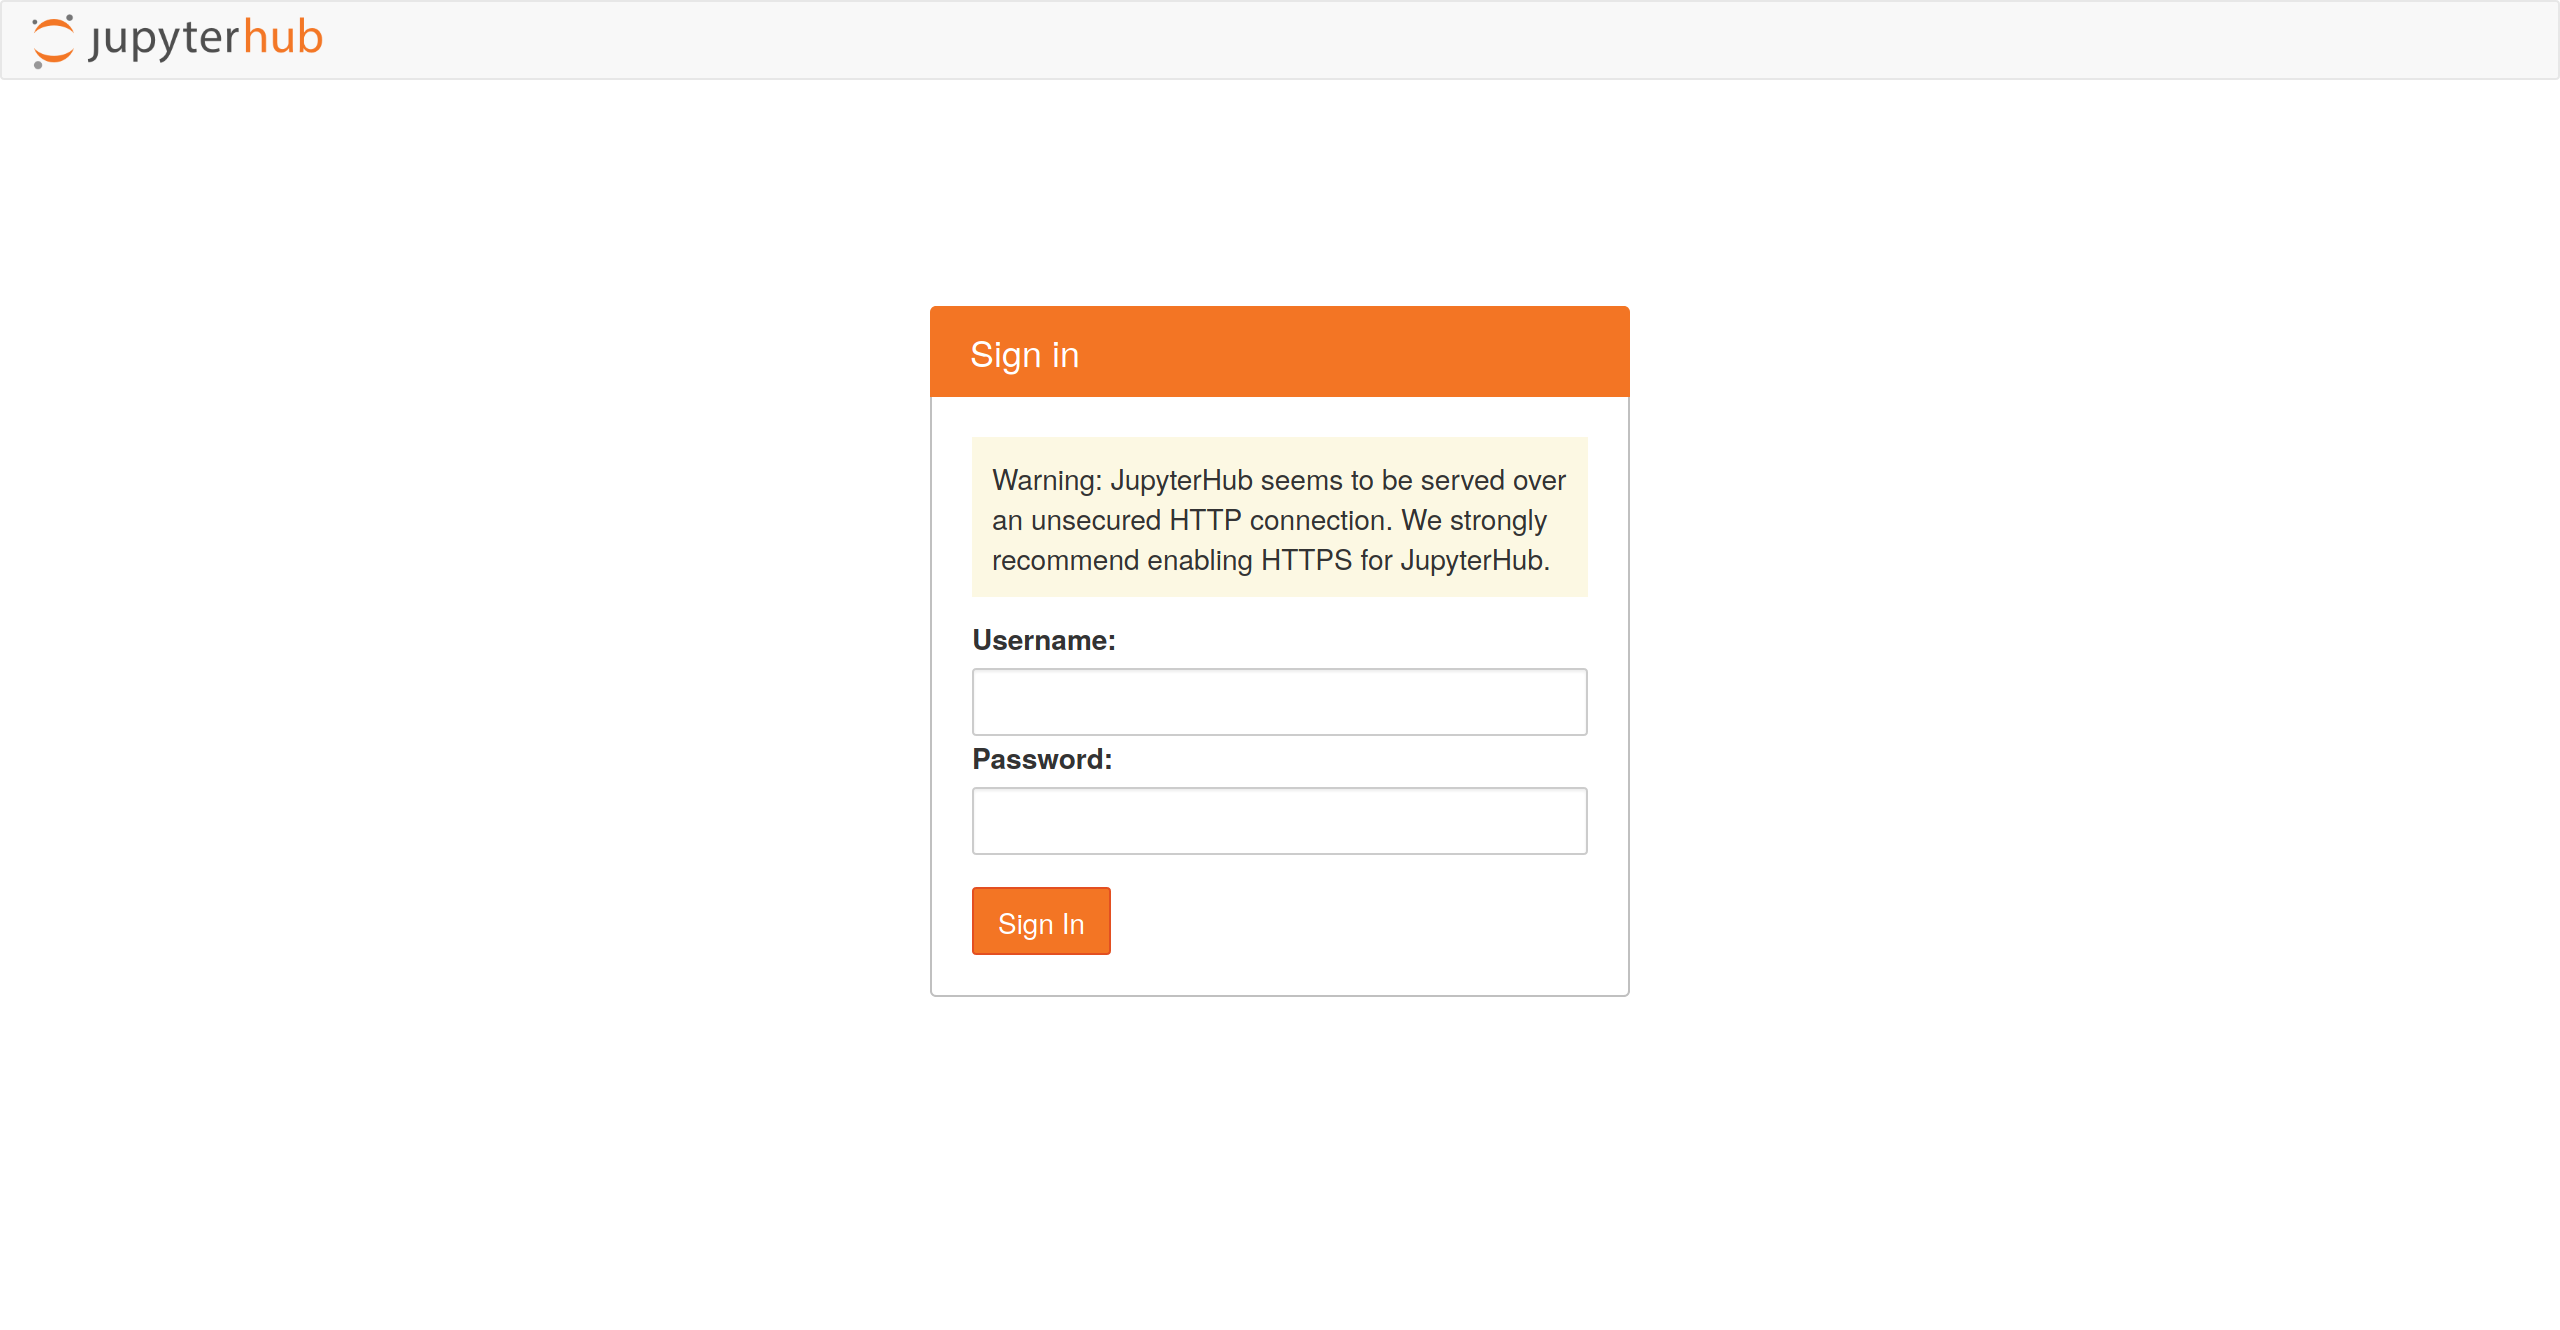 jupyterhub
Sign in
Warning: JupyterHub seems to be served over
an unsecured HTTP connection. We strongly
recommend enabling HTTPS for JupyterHub.
Username:
Password:
Sign In